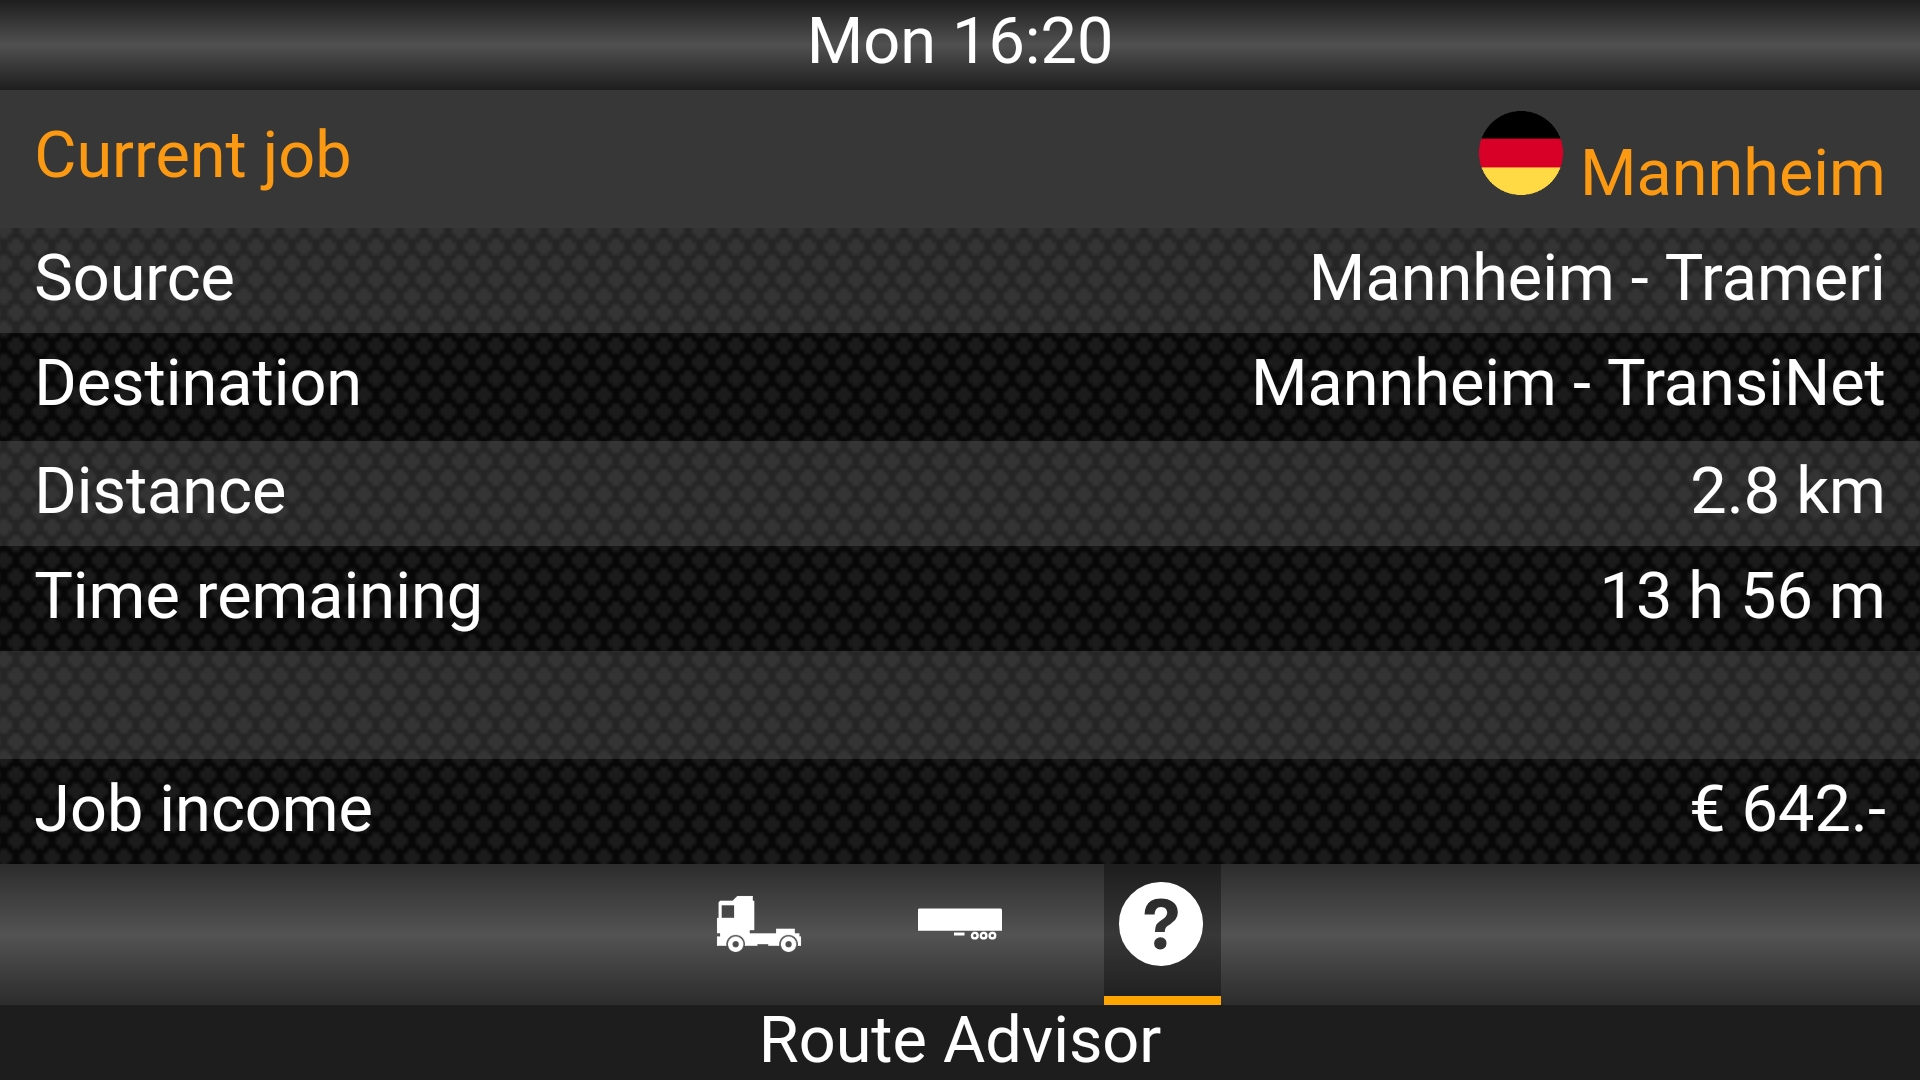 Mon 16:20
Current job Mannheim
Source Mannheim - Trameri
Destination Mannheim - TransiNet
Distance 2.8 km
Time remaining 13 h 56 m
Job income € 642.-
?
Route Advisor